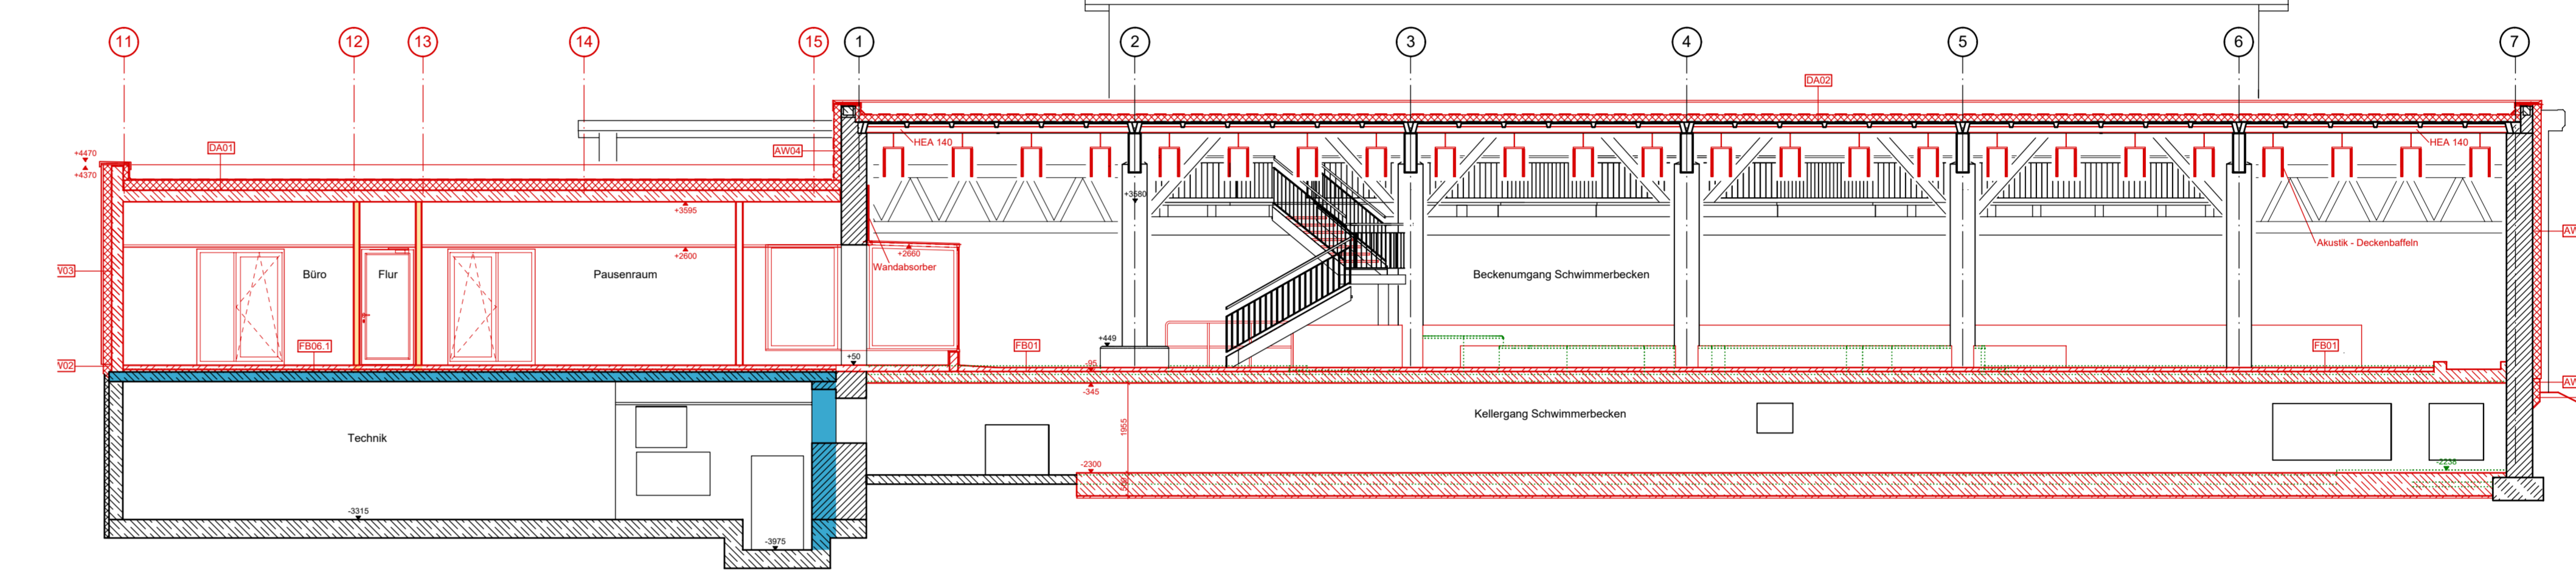 11
12
13
14
15
1
2
3
4
5
6
7
DA02
HEA 140
HEA 140
+4470
+4370
DA01
AW04
+3580
+3595
+2600
+2660
Wandabsorber
Akustik - Deckenbaffeln
Büro
Flur
Pausenraum
Beckenumgang Schwimmerbecken
FB06.1
+50
FB01
+449
-95
-345
FB01
Technik
1955
Kellergang Schwimmerbecken
-2300
-2238
-3315
-3975